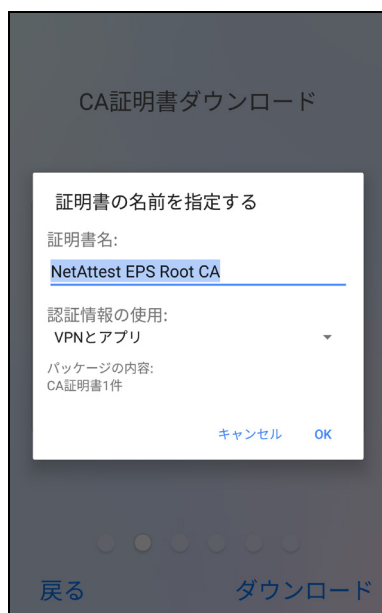 CA証明書ダウンロード
証明書の名前を指定する
証明書名:
NetAttest EPS Root CA
認証情報の使用:
VPNとアプリ
パッケージの内容:
CA証明書1件
キャンセル OK
戻る ダウンロード